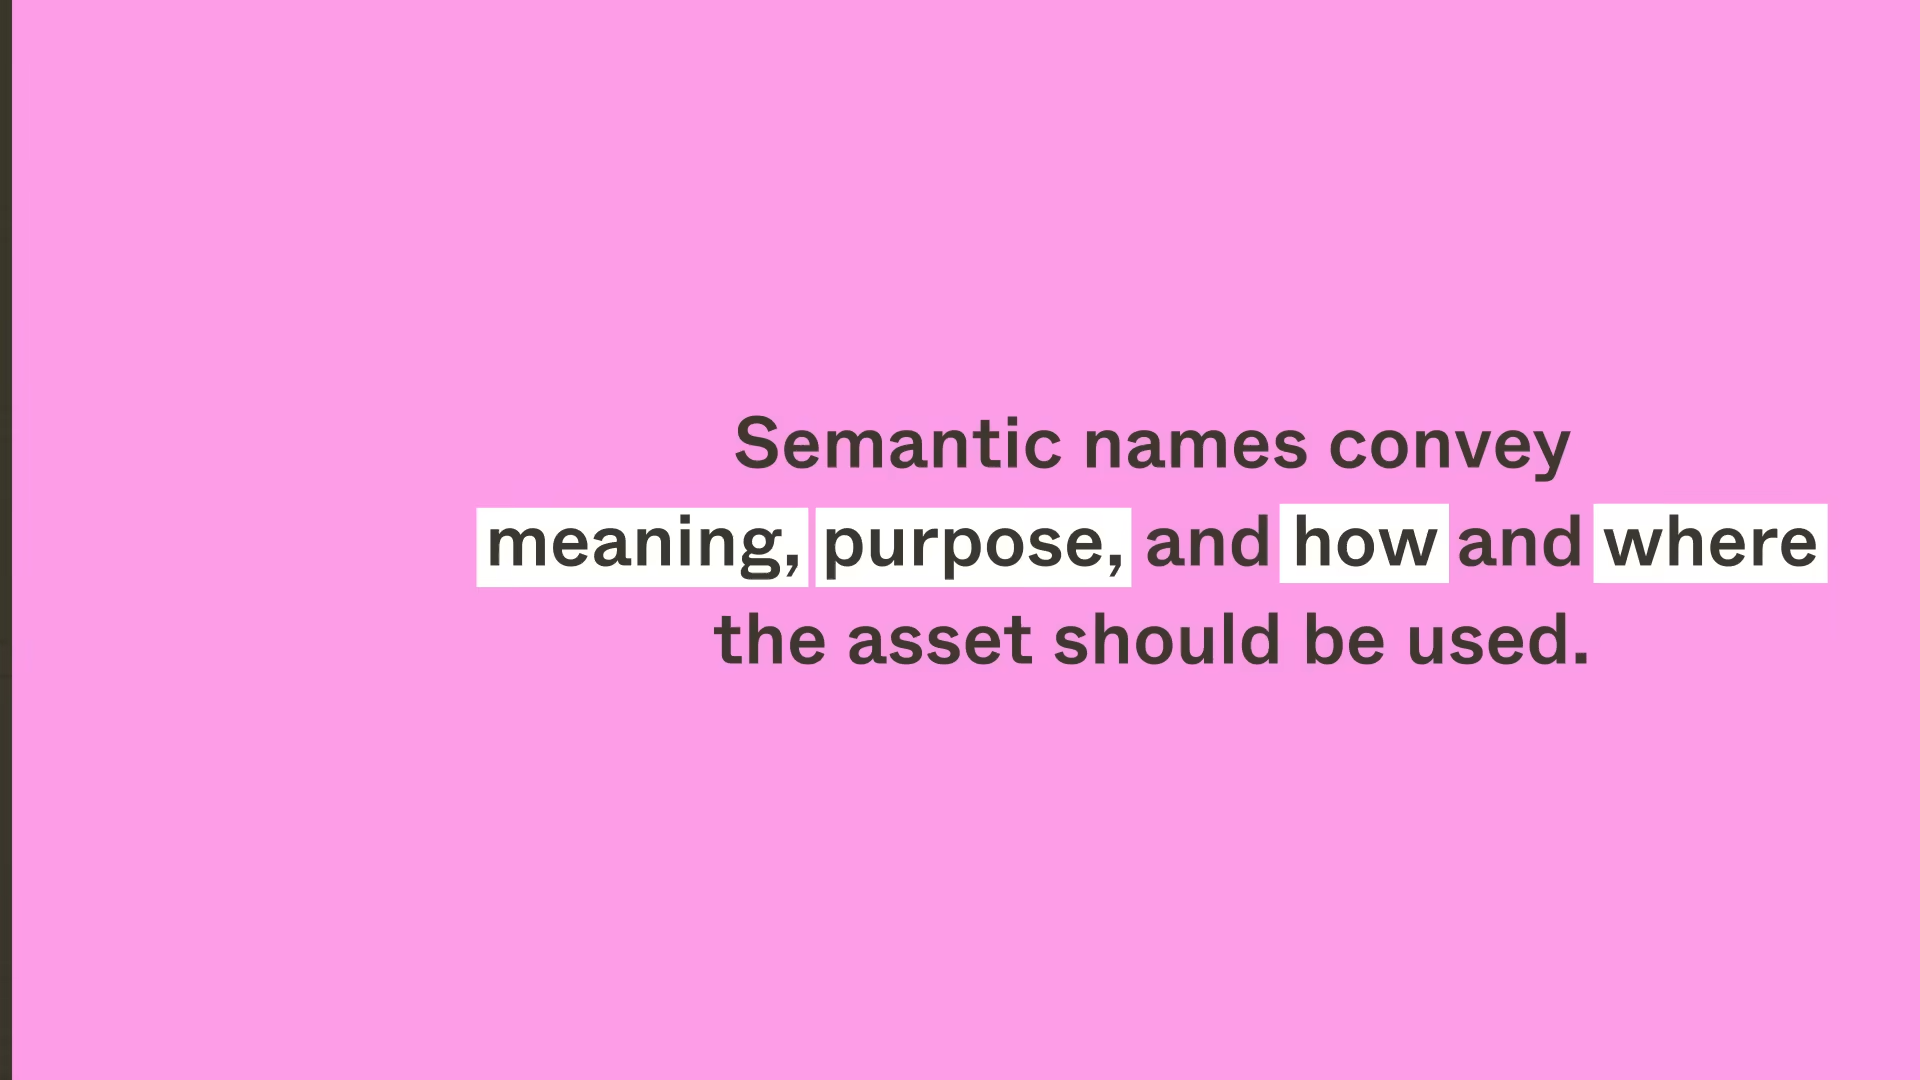 Semantic names convey
meaning, purpose, and how and where
the asset should be used.